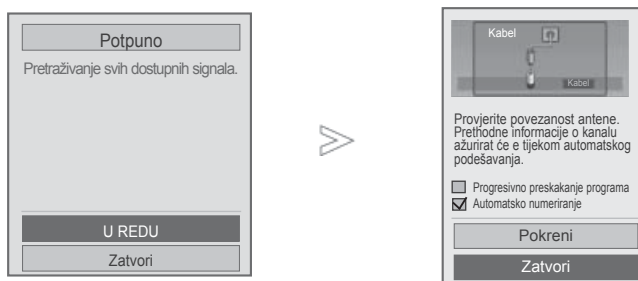 Potpuno
Pretraživanje svih dostupnih signala.
U REDU
Zatvori
Kabel
Kabel
Provjerite povezanost antene.
Prethodne informacije o kanalu
ažurirat će e tijekom automatskog
podešavanja.
Progresivno preskakanje programa
Automatsko numeriranje
Pokreni
Zatvori